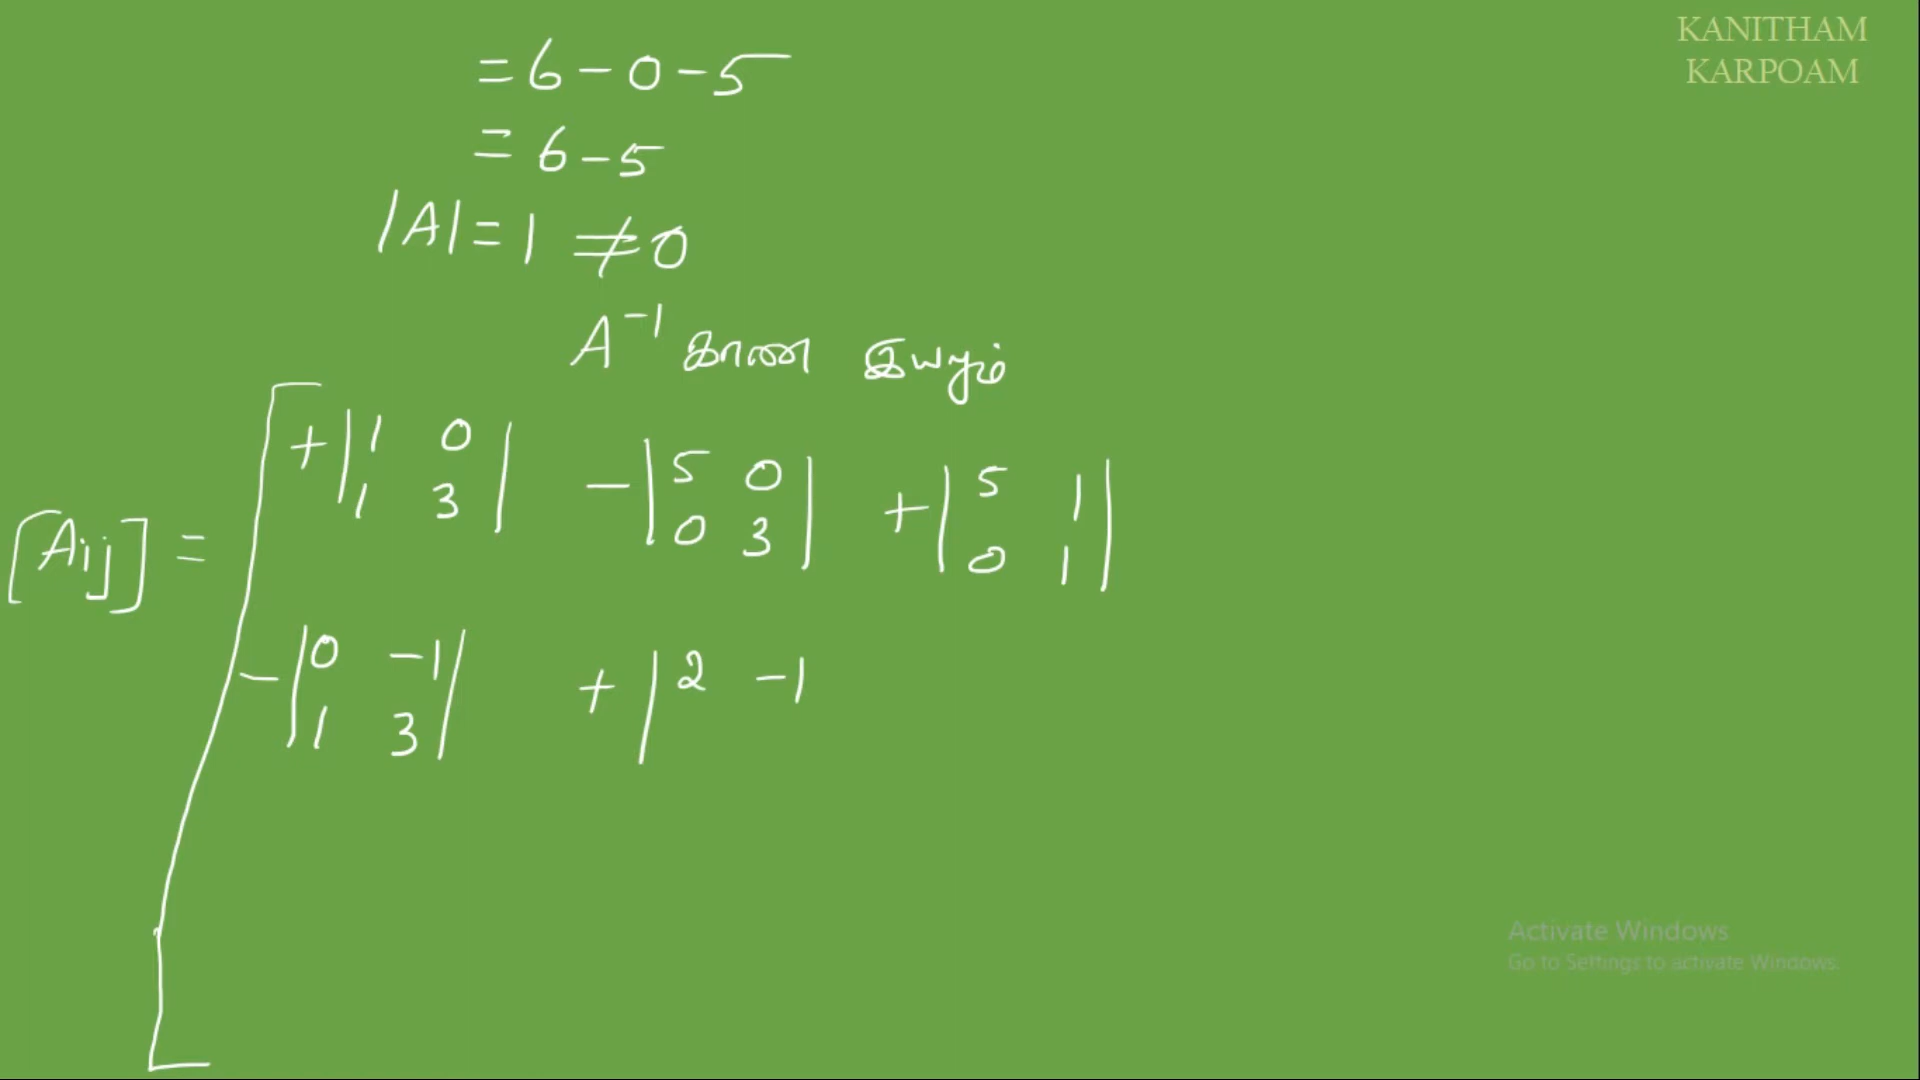 KANITHAM
KARPOAM
= 6 - 0 - 5
= 6 - 5
|A| = 1 ≠ 0
A⁻¹ காண இயலும்
+| 1 0 | -| 5 0 | +| 5 1 |
| 1 3 | | 0 3 | | 0 1 |
[Aij] =
-| 0 -1 | +| 2 -1
| 1 3 | |
Activate Windows
Go to Settings to activate Windows.